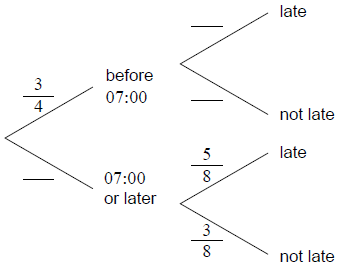 late
3
4
before
07:00
not late
07:00
or later
5
8
late
3
8
not late